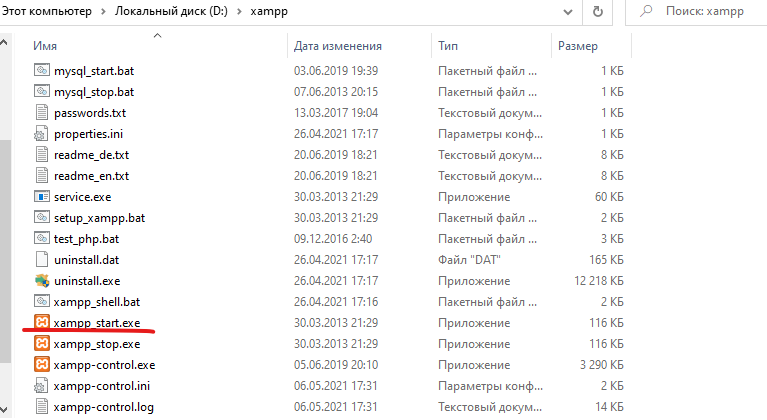 Этот компьютер > Локальный диск (D:) > xampp Поиск: xampp
Имя Дата изменения Тип Размер
mysql_start.bat 03.06.2019 19:39 Пакетный файл ... 1 КБ
mysql_stop.bat 07.06.2013 20:15 Пакетный файл ... 1 КБ
passwords.txt 13.03.2017 19:04 Текстовый докум... 1 КБ
properties.ini 26.04.2021 17:17 Параметры конф... 1 КБ
readme_de.txt 20.06.2019 18:21 Текстовый докум... 8 КБ
readme_en.txt 20.06.2019 18:21 Текстовый докум... 8 КБ
service.exe 30.03.2013 21:29 Приложение 60 КБ
setup_xampp.bat 30.03.2013 21:29 Пакетный файл ... 2 КБ
test_php.bat 09.12.2016 2:40 Пакетный файл ... 3 КБ
uninstall.dat 26.04.2021 17:17 Файл "DAT" 165 КБ
uninstall.exe 26.04.2021 17:17 Приложение 12 218 КБ
xampp_shell.bat 26.04.2021 17:16 Пакетный файл ... 2 КБ
xampp_start.exe 30.03.2013 21:29 Приложение 116 КБ
xampp_stop.exe 30.03.2013 21:29 Приложение 116 КБ
xampp-control.exe 05.06.2019 20:10 Приложение 3 290 КБ
xampp-control.ini 06.05.2021 17:31 Параметры конф... 2 КБ
xampp-control.log 06.05.2021 17:31 Текстовый докум... 14 КБ